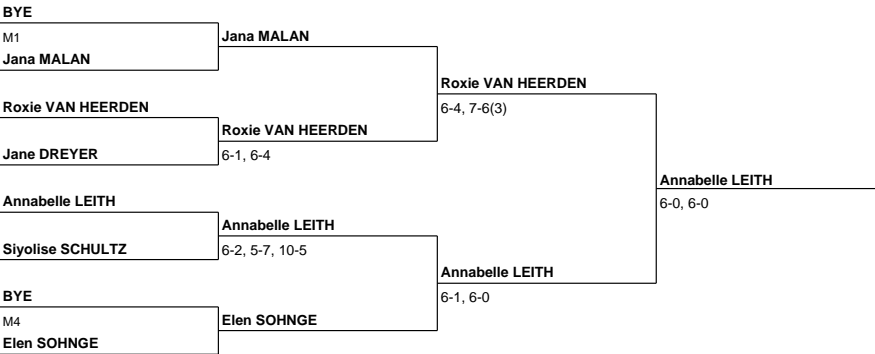 BYE
M1
Jana MALAN
Jana MALAN
Roxie VAN HEERDEN
6-4, 7-6(3)
Roxie VAN HEERDEN
Roxie VAN HEERDEN
6-1, 6-4
Jane DREYER
Annabelle LEITH
6-0, 6-0
Annabelle LEITH
Annabelle LEITH
6-2, 5-7, 10-5
Siyolise SCHULTZ
Annabelle LEITH
6-1, 6-0
BYE
M4
Elen SOHNGE
Elen SOHNGE